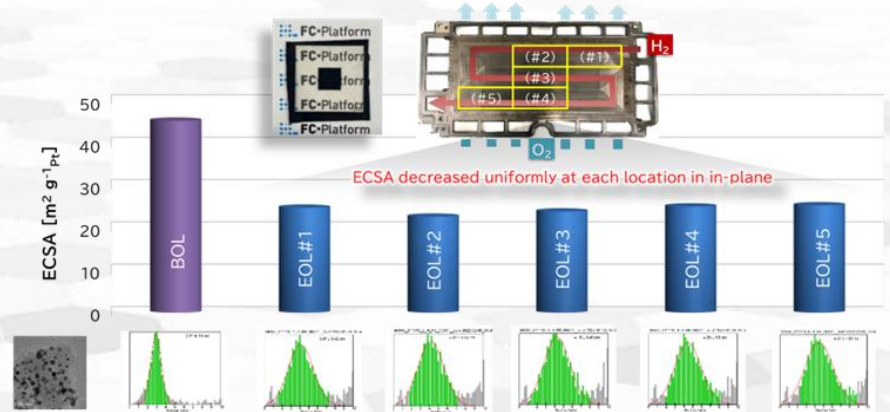 FC-Platform
FC-Platform
FC-Platform
FC-Platform
FC-Platform
H₂
(#2) (#1)
(#3)
(#5) (#4)
O₂
ECSA decreased uniformly at each location in in-plane
ECSA [m² g⁻¹Pt]
50
40
30
20
10
0
BOL
EOL#1
EOL#2
EOL#3
EOL#4
EOL#5